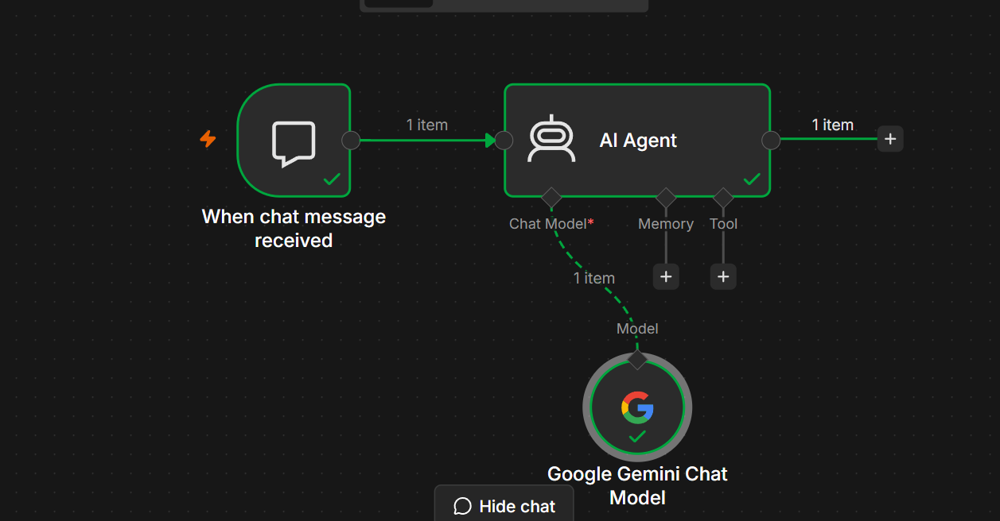 1 item
1 item
AI Agent
When chat message
received
Chat Model*
Memory
Tool
1 item
Model
Google Gemini Chat
Model
Hide chat